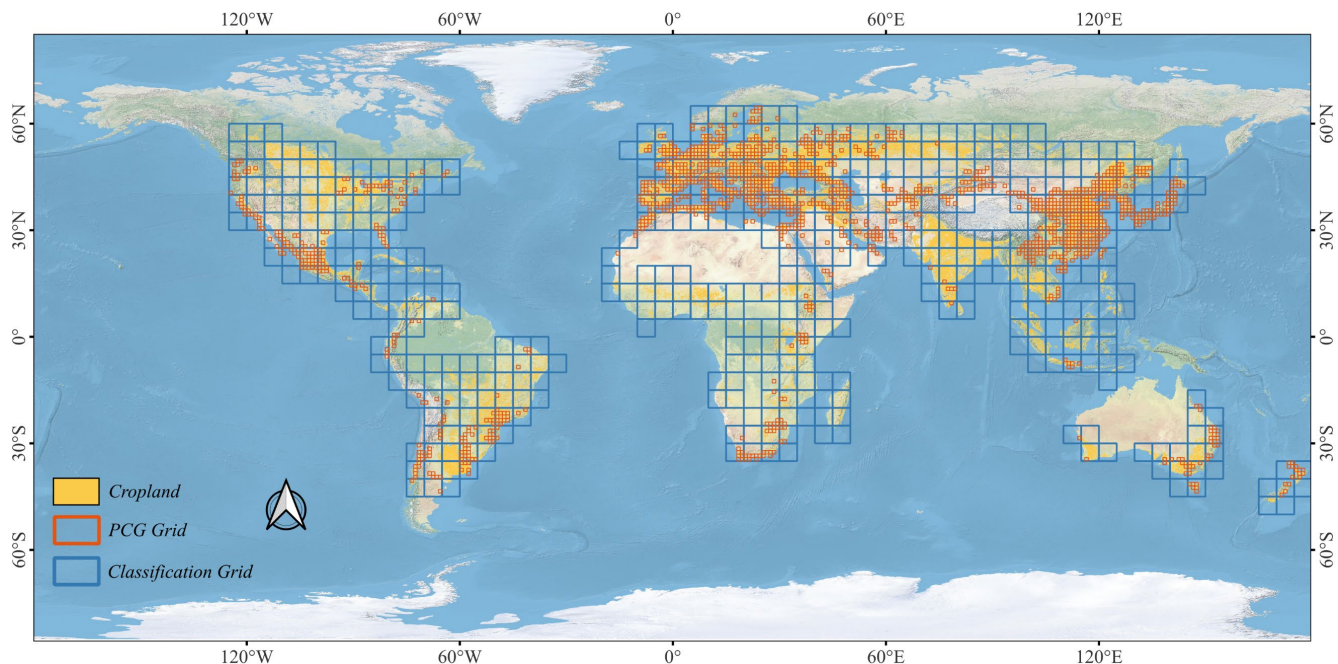 120°W 60°W 0° 60°E 120°E
60°N 60°N
30°N 30°N
0° 0°
30°S 30°S
Cropland
PCG Grid
60°S 60°S
Classification Grid
120°W 60°W 0° 60°E 120°E